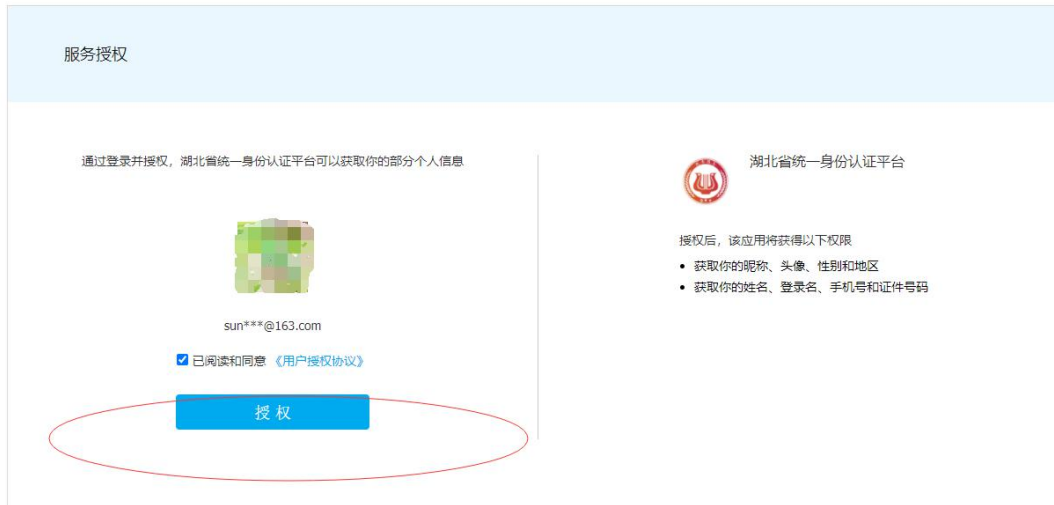 服务授权
通过登录并授权，湖北省统一身份认证平台可以获取你的部分个人信息
sun***@163.com
已阅读和同意 《用户授权协议》
授 权
湖北省统一身份认证平台
授权后，该应用将获得以下权限
• 获取你的昵称、头像、性别和地区
• 获取你的姓名、登录名、手机号和证件号码